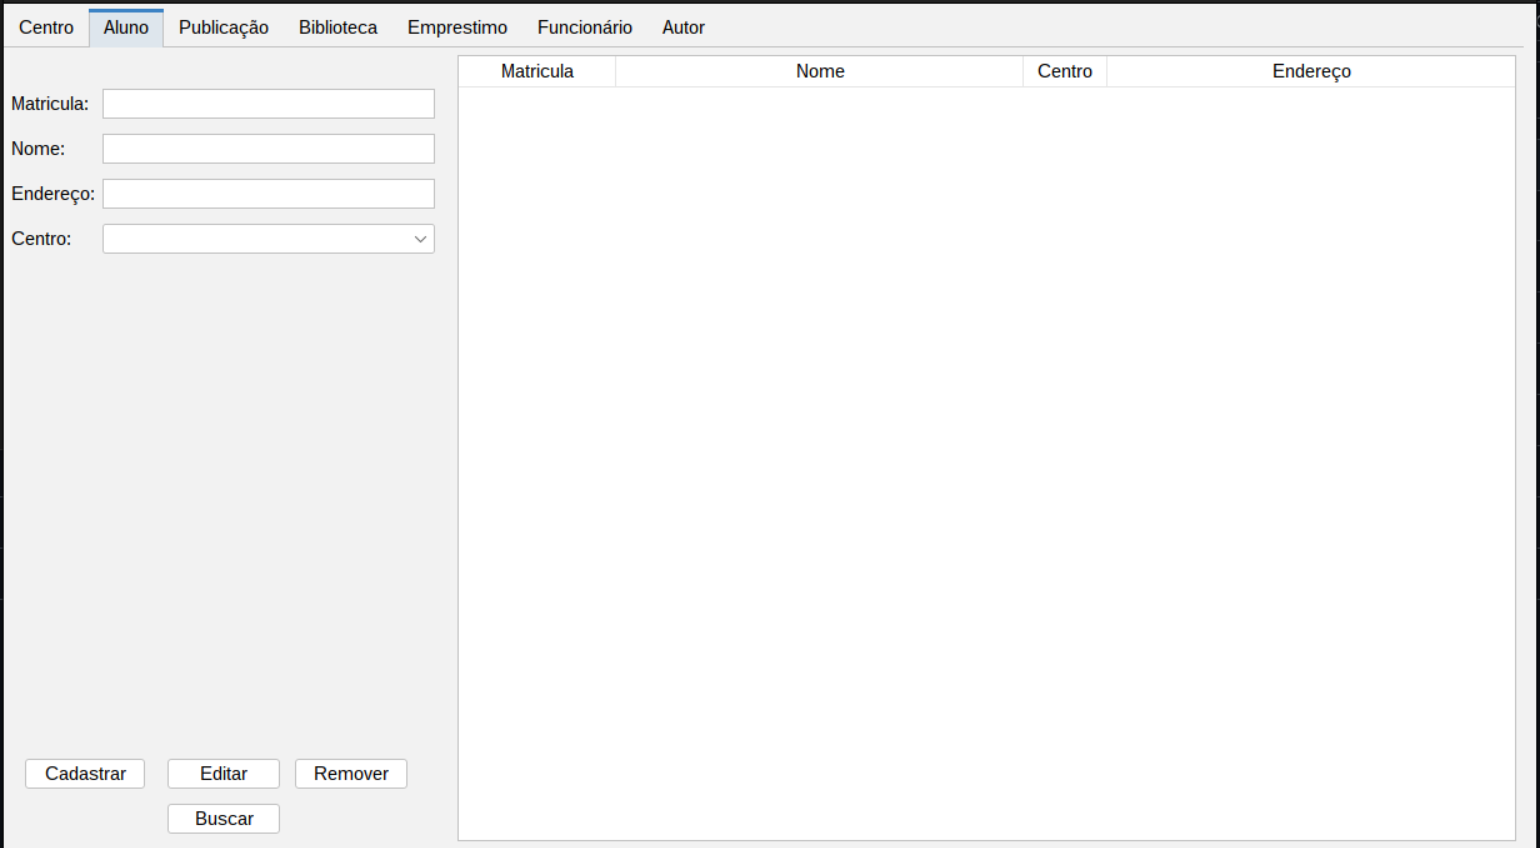 Centro Aluno Publicação Biblioteca Emprestimo Funcionário Autor
Matricula Nome Centro Endereço
Matricula:
Nome:
Endereço:
Centro:
Cadastrar Editar Remover
Buscar